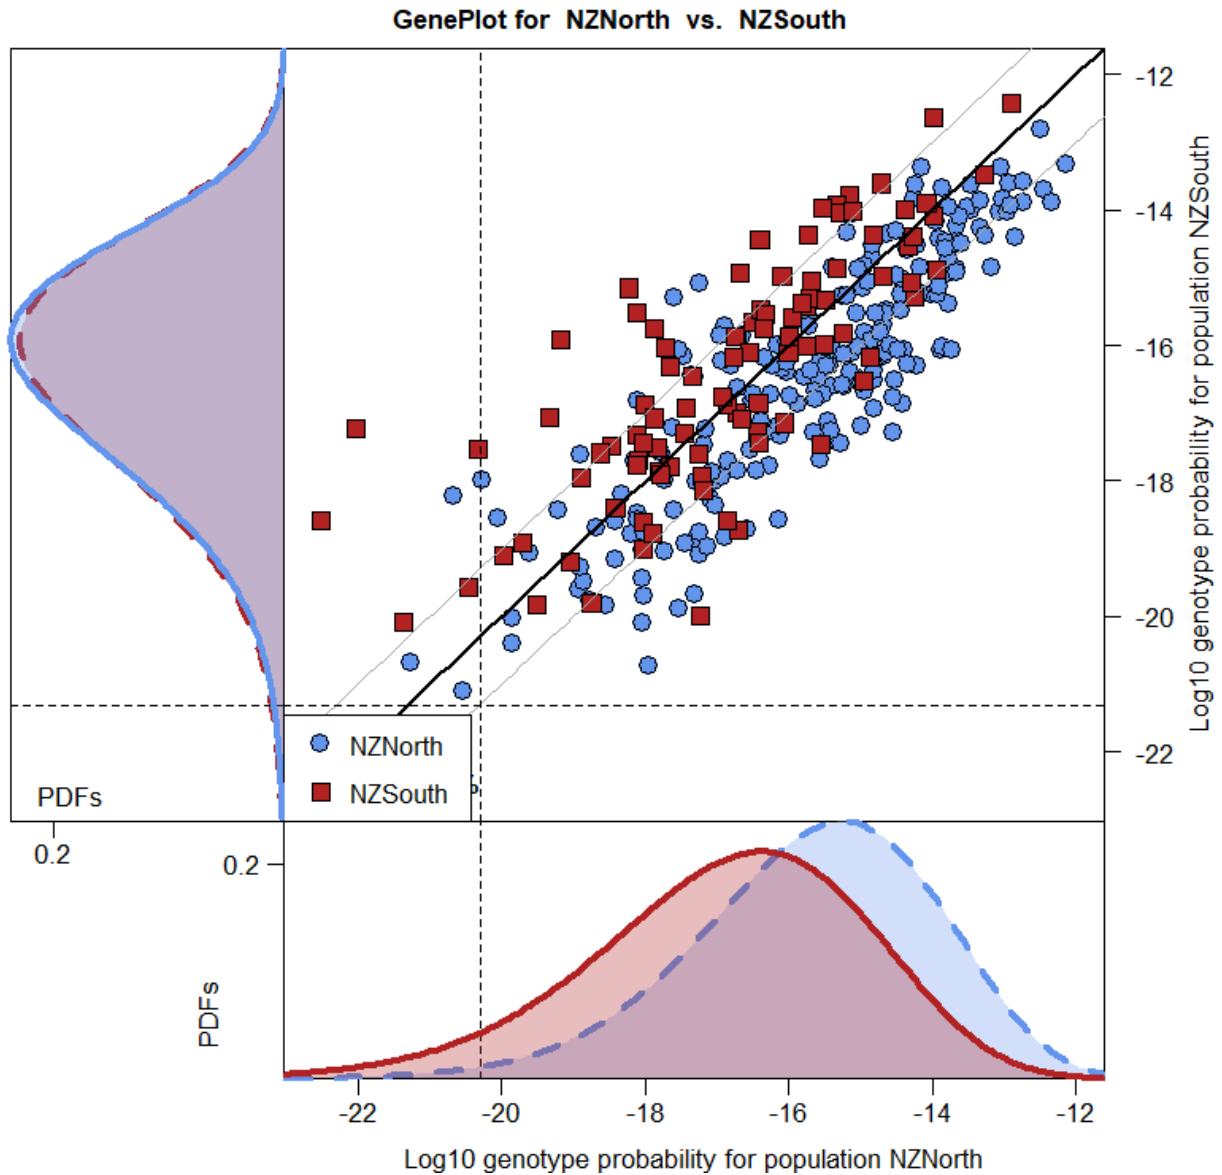 GenePlot for NZNorth vs. NZSouth
-12
-14
-16
-18
-20
-22
Log10 genotype probability for population NZSouth
NZNorth
NZSouth
%
PDFs
0.2
0.2
PDFs
-22
-20
-18
-16
-14
-12
Log10 genotype probability for population NZNorth